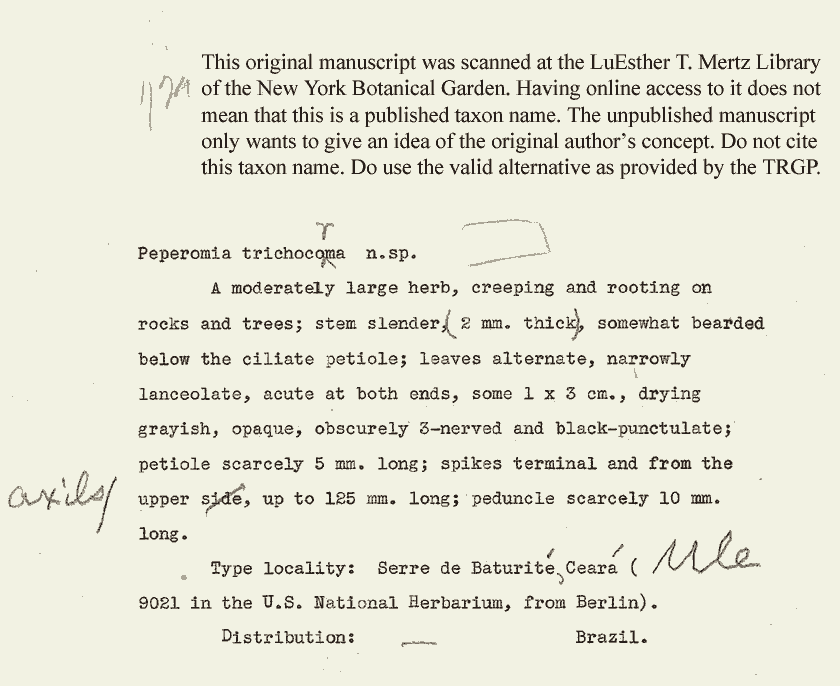 This original manuscript was scanned at the LuEsther T. Mertz Library
of the New York Botanical Garden. Having online access to it does not
mean that this is a published taxon name. The unpublished manuscript
only wants to give an idea of the original author's concept. Do not cite
this taxon name. Do use the valid alternative as provided by the TRGP.
r
Peperomia trichocoma n.sp.
A moderately large herb, creeping and rooting on
rocks and trees; stem slender,( 2 mm. thick), somewhat bearded
below the ciliate petiole; leaves alternate, narrowly
lanceolate, acute at both ends, some 1 x 3 cm., drying
grayish, opaque, obscurely 3-nerved and black-punctulate;
petiole scarcely 5 mm. long; spikes terminal and from the
axils/ upper side, up to 125 mm. long; peduncle scarcely 10 mm.
long.
Type locality: Serre de Baturité, Ceará ( Ule
9021 in the U.S. National Herbarium, from Berlin).
Distribution: — Brazil.